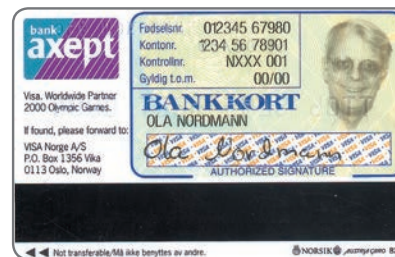 bank
axept
Visa. Worldwide Partner
2000 Olympic Games.
If found, please forward to:
VISA Norge A/S
P.O. Box 1356 Vika
0113 Oslo, Norway
Fødselsnr. 012345 67980
Kontonr. 1234 56 78901
Kontrollnr. NXXX 001
Gyldig t.o.m. 00/00
BANKKORT
OLA NORDMANN
Ola Nordmann
AUTHORIZED SIGNATURE
Not transferable/Må ikke benyttes av andre.
NORSIK